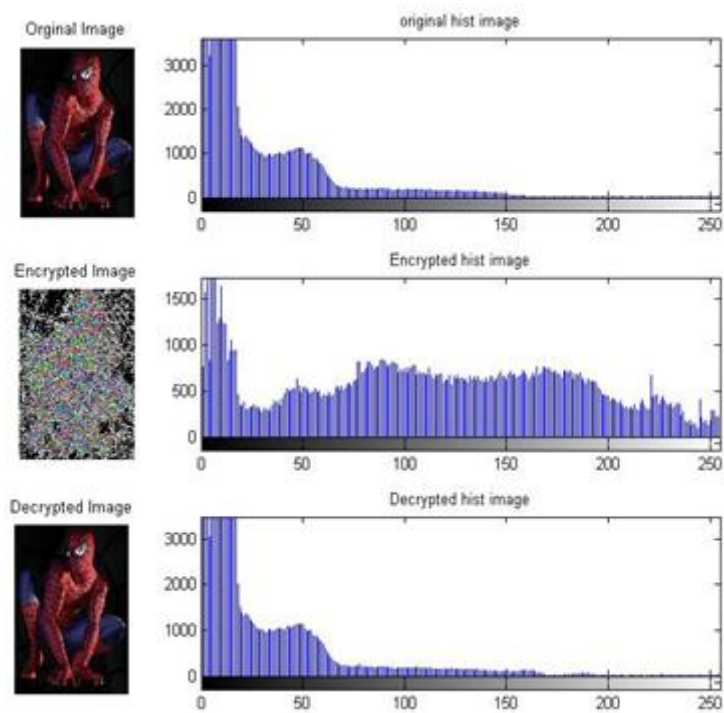 Orginal Image
original hist image
3000
2000
1000
0
0 50 100 150 200 250
Encrypted Image
Encrypted hist image
1500
1000
500
0
0 50 100 150 200 250
Decrypted Image
Decrypted hist image
3000
2000
1000
0
0 50 100 150 200 250